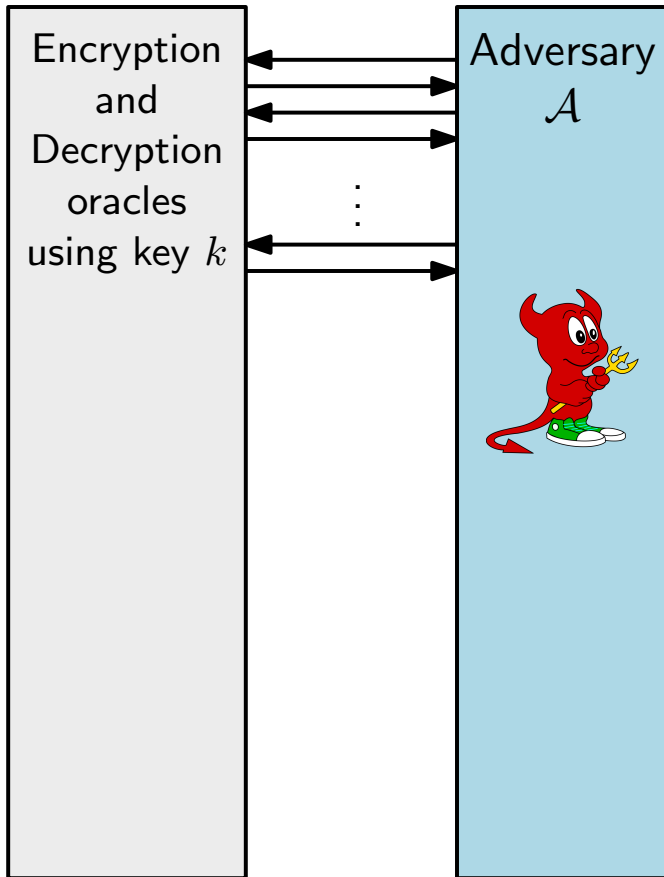 Encryption
and
Decryption
oracles
using key k
⋮
Adversary
𝒜